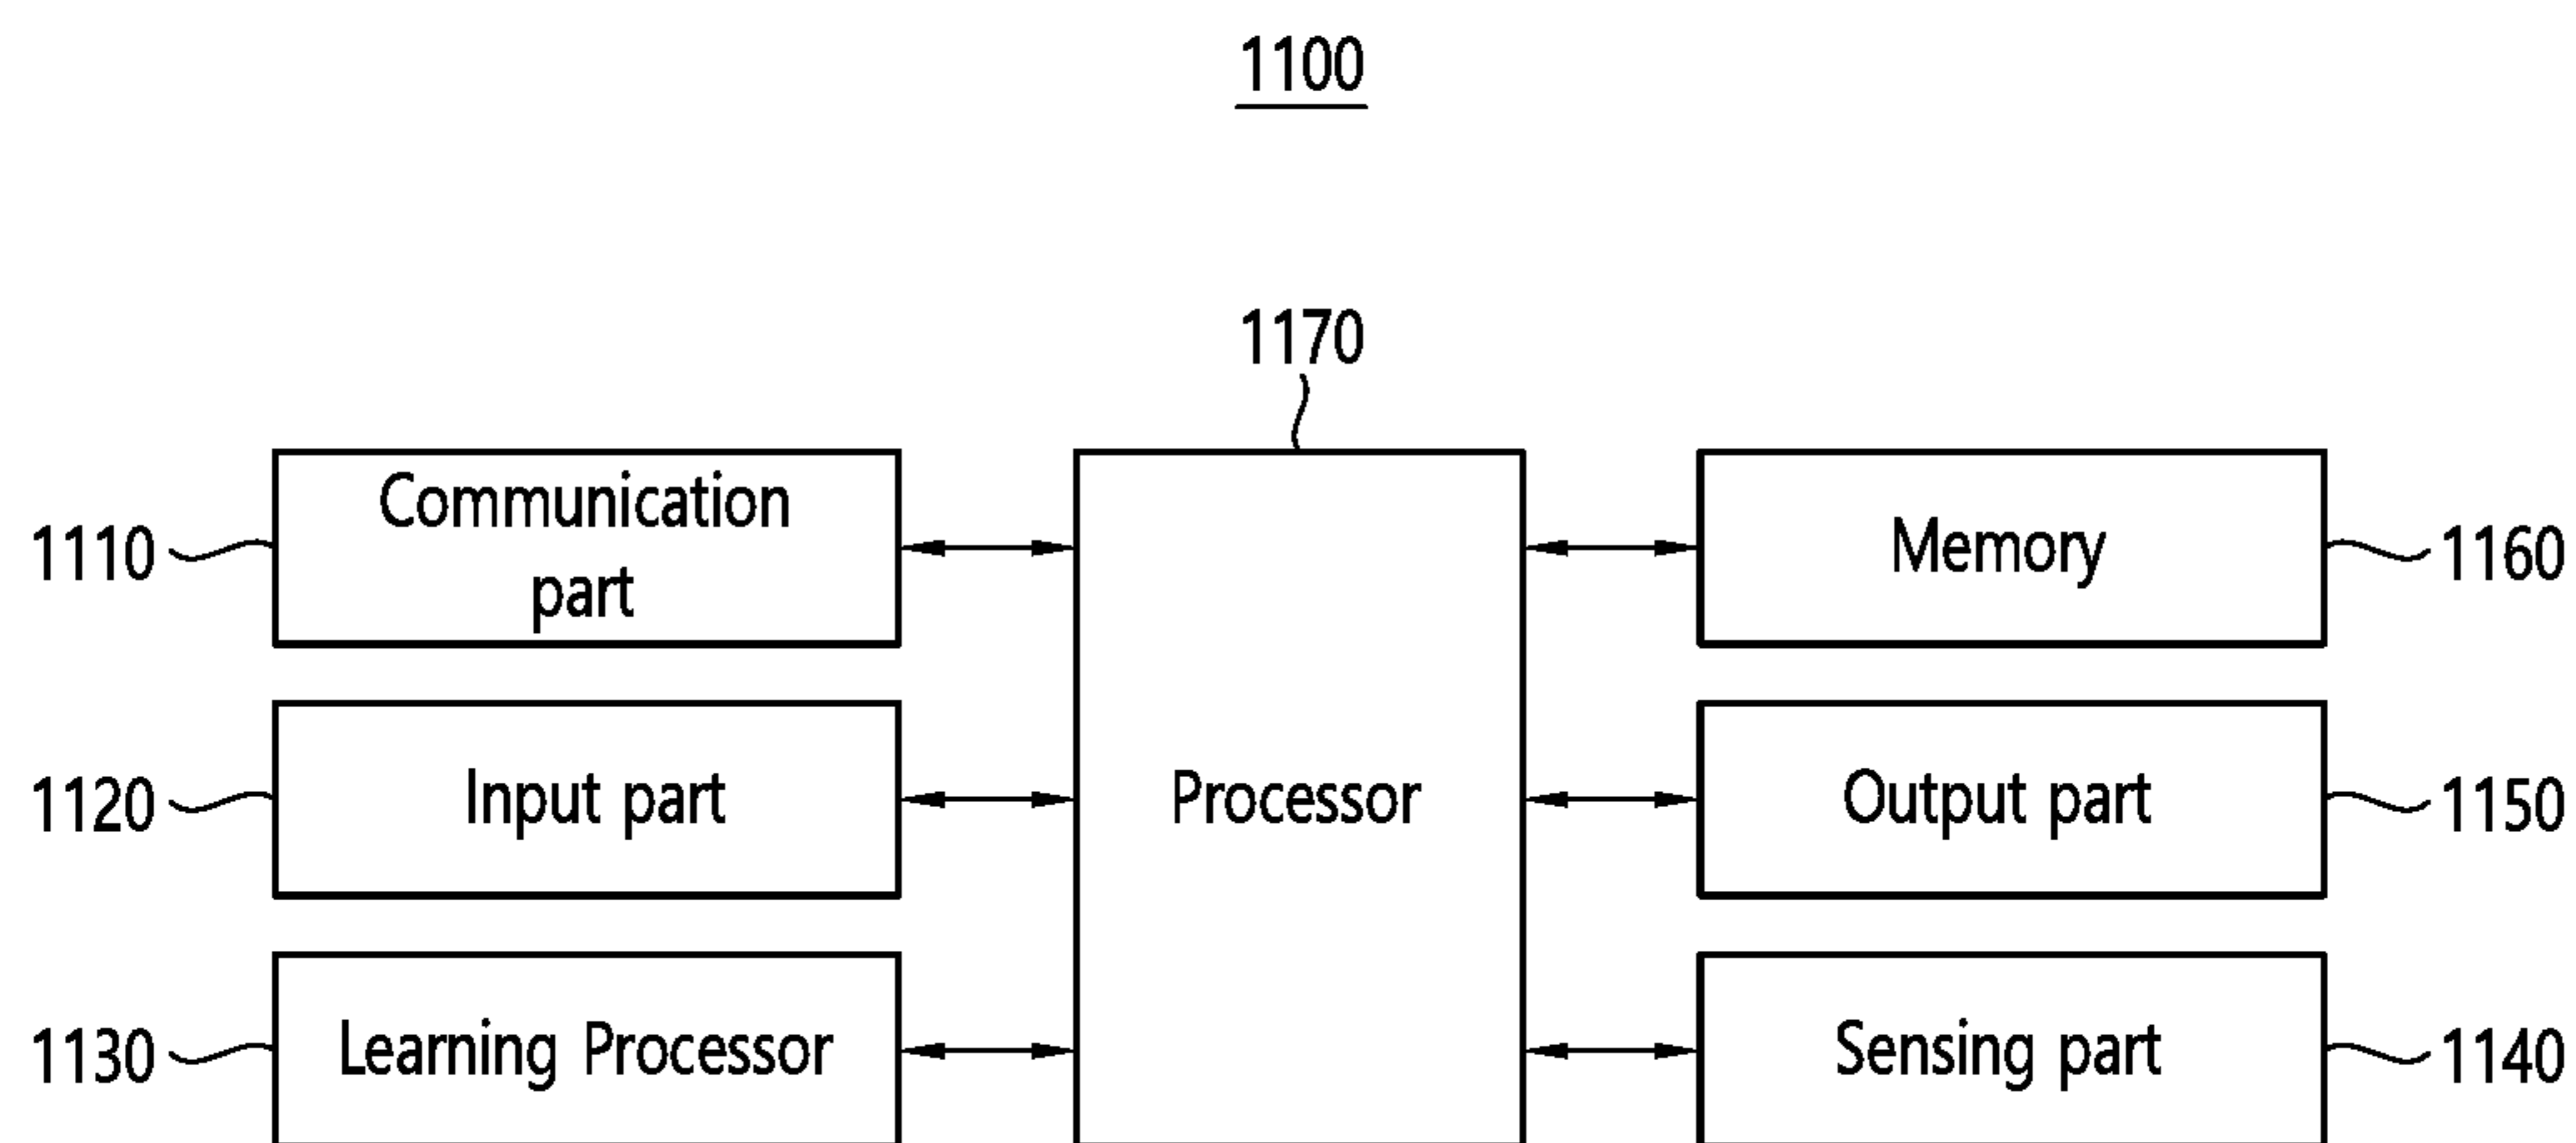 1100
1170
Communication
part
1110
Memory
1160
Input part
1120
Processor
Output part
1150
Learning Processor
1130
Sensing part
1140